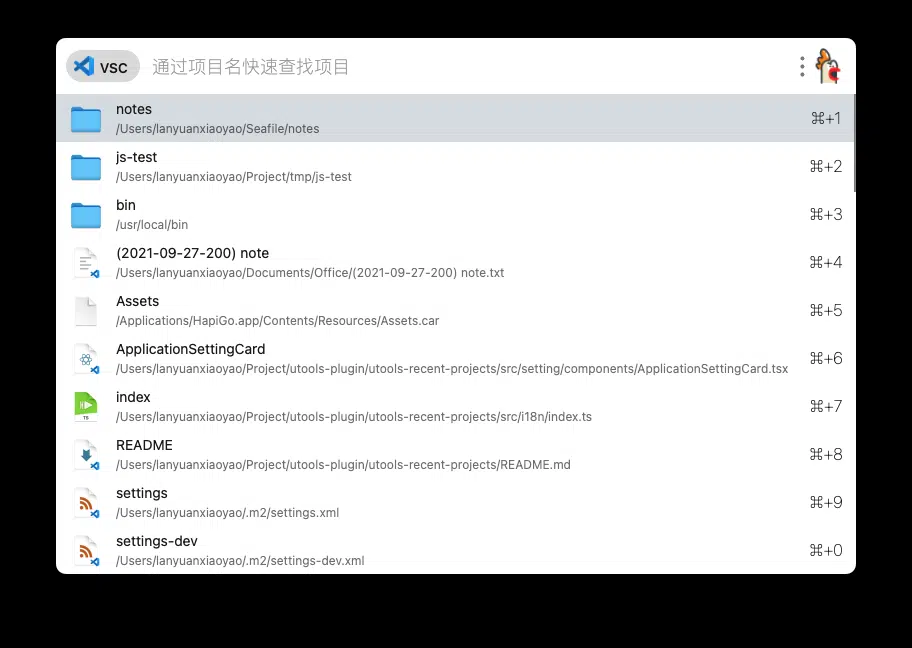 vsc 通过项目名快速查找项目
notes
/Users/lanyuanxiaoyao/Seafile/notes
⌘+1
js-test
/Users/lanyuanxiaoyao/Project/tmp/js-test
⌘+2
bin
/usr/local/bin
⌘+3
(2021-09-27-200) note
/Users/lanyuanxiaoyao/Documents/Office/(2021-09-27-200) note.txt
⌘+4
Assets
/Applications/HapiGo.app/Contents/Resources/Assets.car
⌘+5
ApplicationSettingCard
/Users/lanyuanxiaoyao/Project/utools-plugin/utools-recent-projects/src/setting/components/ApplicationSettingCard.tsx
⌘+6
index
/Users/lanyuanxiaoyao/Project/utools-plugin/utools-recent-projects/src/i18n/index.ts
⌘+7
README
/Users/lanyuanxiaoyao/Project/utools-plugin/utools-recent-projects/README.md
⌘+8
settings
/Users/lanyuanxiaoyao/.m2/settings.xml
⌘+9
settings-dev
/Users/lanyuanxiaoyao/.m2/settings-dev.xml
⌘+0